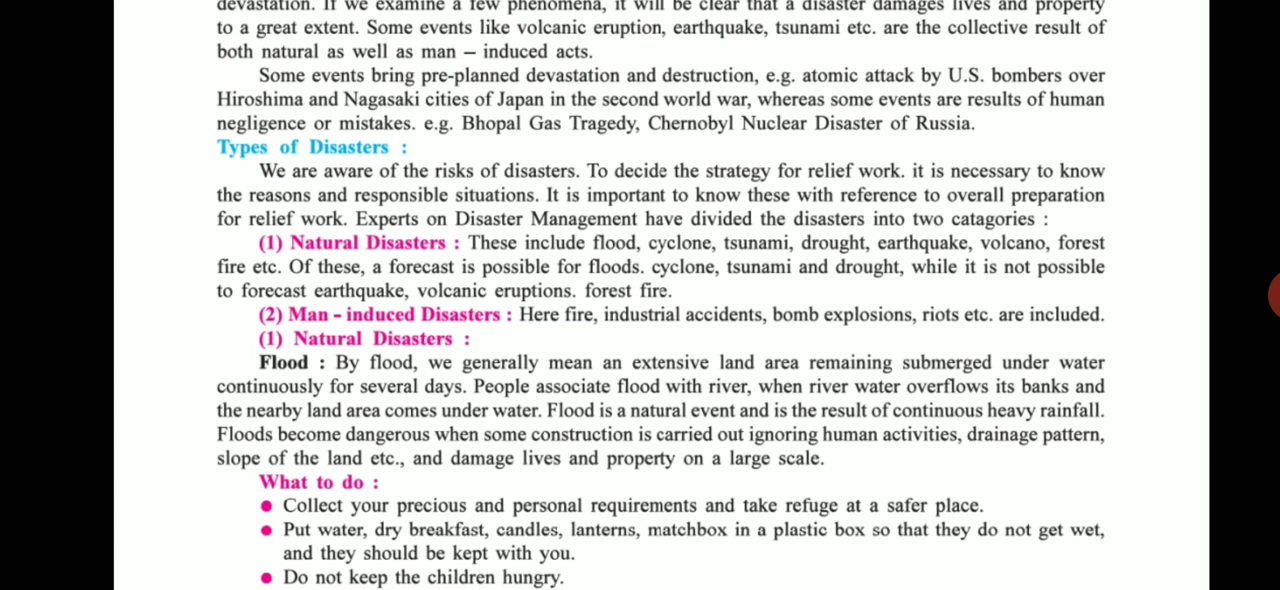 devastation. If we examine a few phenomena, it will be clear that a disaster damages lives and property
to a great extent. Some events like volcanic eruption, earthquake, tsunami etc. are the collective result of
both natural as well as man – induced acts.
Some events bring pre-planned devastation and destruction, e.g. atomic attack by U.S. bombers over
Hiroshima and Nagasaki cities of Japan in the second world war, whereas some events are results of human
negligence or mistakes. e.g. Bhopal Gas Tragedy, Chernobyl Nuclear Disaster of Russia.
Types of Disasters :
We are aware of the risks of disasters. To decide the strategy for relief work. it is necessary to know
the reasons and responsible situations. It is important to know these with reference to overall preparation
for relief work. Experts on Disaster Management have divided the disasters into two catagories :
(1) Natural Disasters : These include flood, cyclone, tsunami, drought, earthquake, volcano, forest
fire etc. Of these, a forecast is possible for floods. cyclone, tsunami and drought, while it is not possible
to forecast earthquake, volcanic eruptions. forest fire.
(2) Man - induced Disasters : Here fire, industrial accidents, bomb explosions, riots etc. are included.
(1) Natural Disasters :
Flood : By flood, we generally mean an extensive land area remaining submerged under water
continuously for several days. People associate flood with river, when river water overflows its banks and
the nearby land area comes under water. Flood is a natural event and is the result of continuous heavy rainfall.
Floods become dangerous when some construction is carried out ignoring human activities, drainage pattern,
slope of the land etc., and damage lives and property on a large scale.
What to do :
● Collect your precious and personal requirements and take refuge at a safer place.
● Put water, dry breakfast, candles, lanterns, matchbox in a plastic box so that they do not get wet,
and they should be kept with you.
● Do not keep the children hungry.